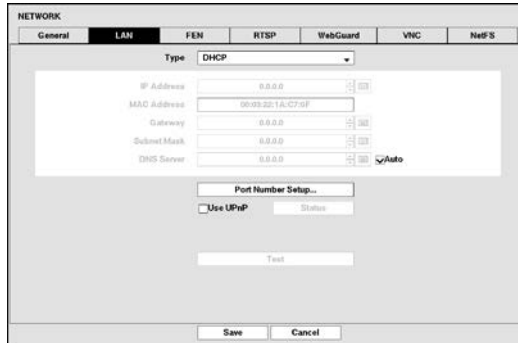 NETWORK
General LAN FEN RTSP WebGuard VNC NetFS
Type DHCP
IP Address 0.0.0.0
MAC Address 00:03:22:1A:C7:0F
Gateway 0.0.0.0
Subnet Mask 0.0.0.0
DNS Server 0.0.0.0 Auto
Port Number Setup...
Use UPnP Status
Test
Save Cancel